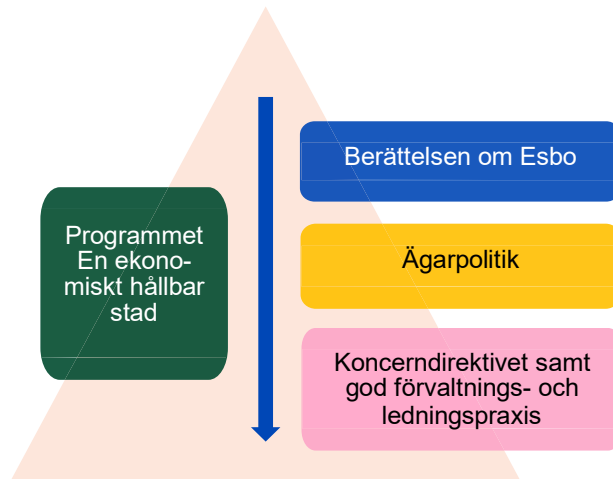 Berättelsen om Esbo
Programmet
En ekono-
miskt hållbar
stad
Ägarpolitik
Koncerndirektivet samt
god förvaltnings- och
ledningspraxis